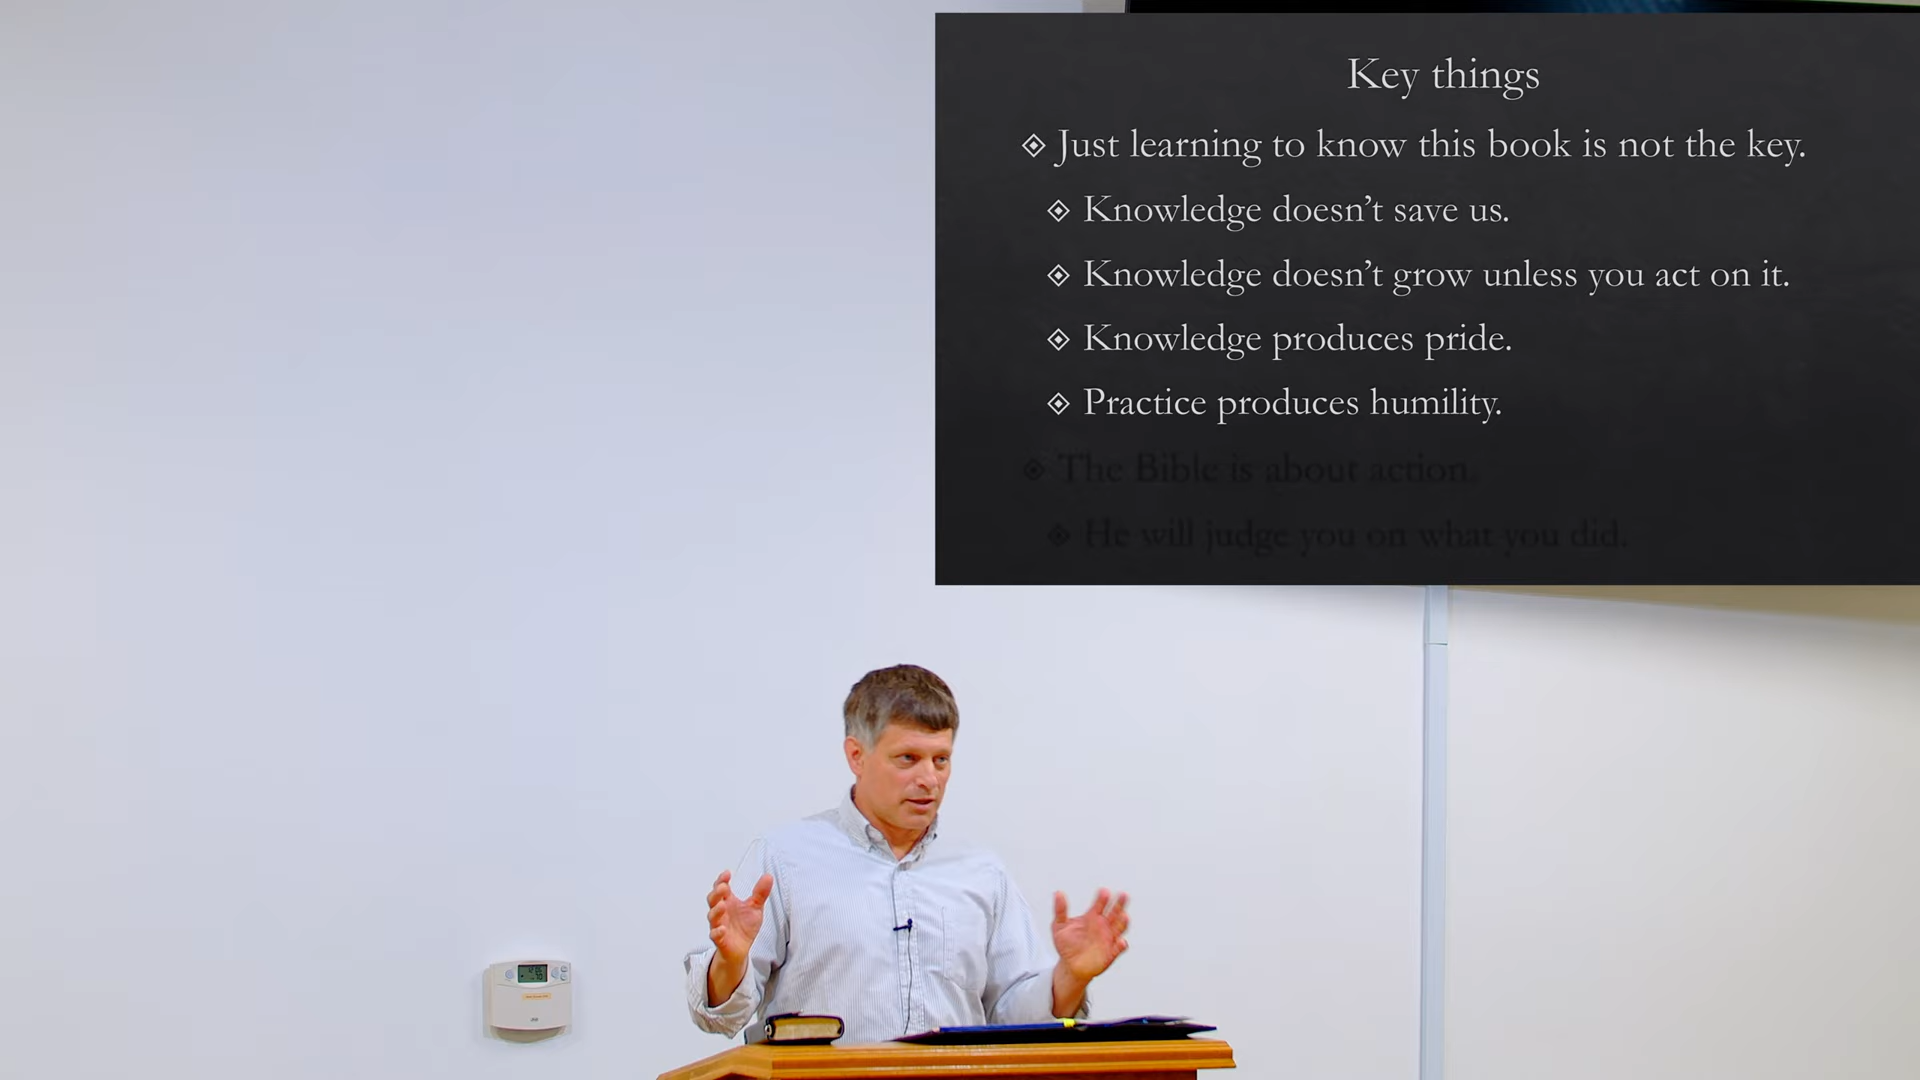 Key things
Just learning to know this book is not the key.
Knowledge doesn't save us.
Knowledge doesn't grow unless you act on it.
Knowledge produces pride.
Practice produces humility.
The Bible is about action.
He will judge you on what you did.